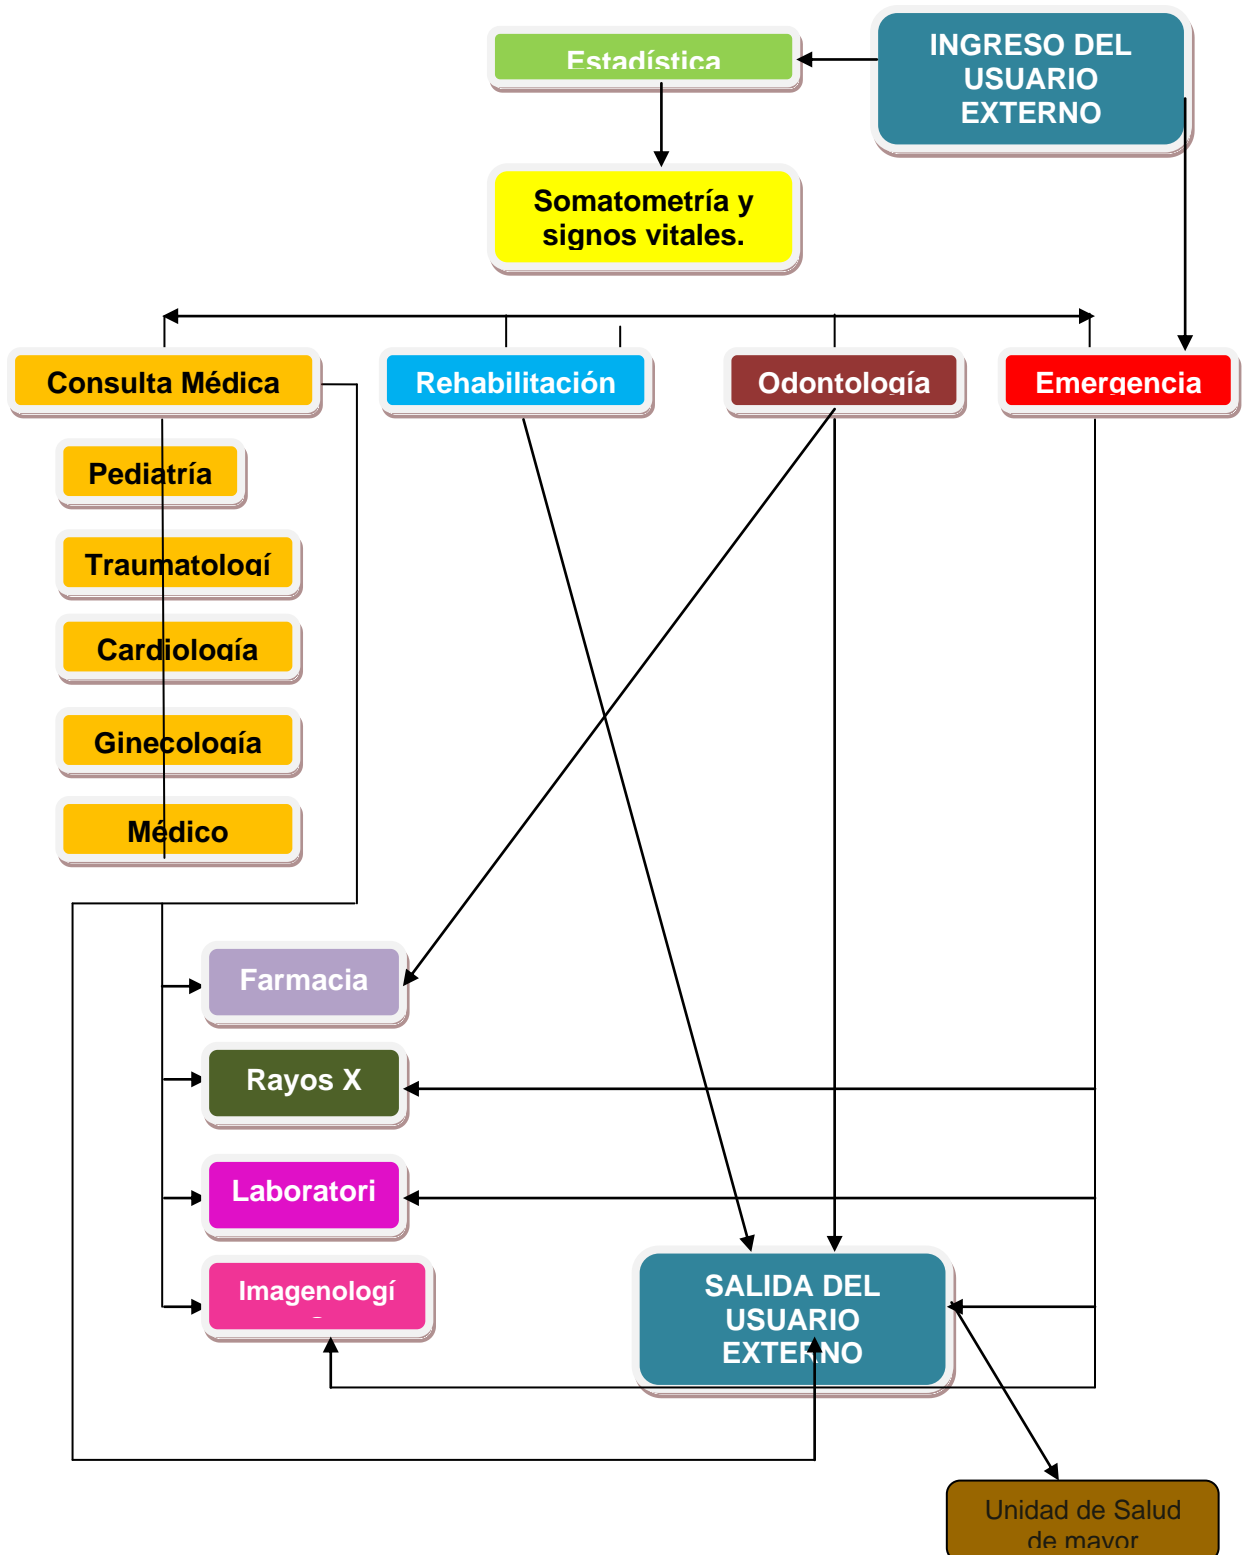 Estadística
INGRESO DEL
USUARIO
EXTERNO
Somatometría y
signos vitales.
Consulta Médica
Rehabilitación
Odontología
Emergencia
Pediatría
Traumatologí
Cardiología
Ginecología
Médico
Farmacia
Rayos X
Laboratori
Imagenologí
SALIDA DEL
USUARIO
EXTERNO
Unidad de Salud
de mayor